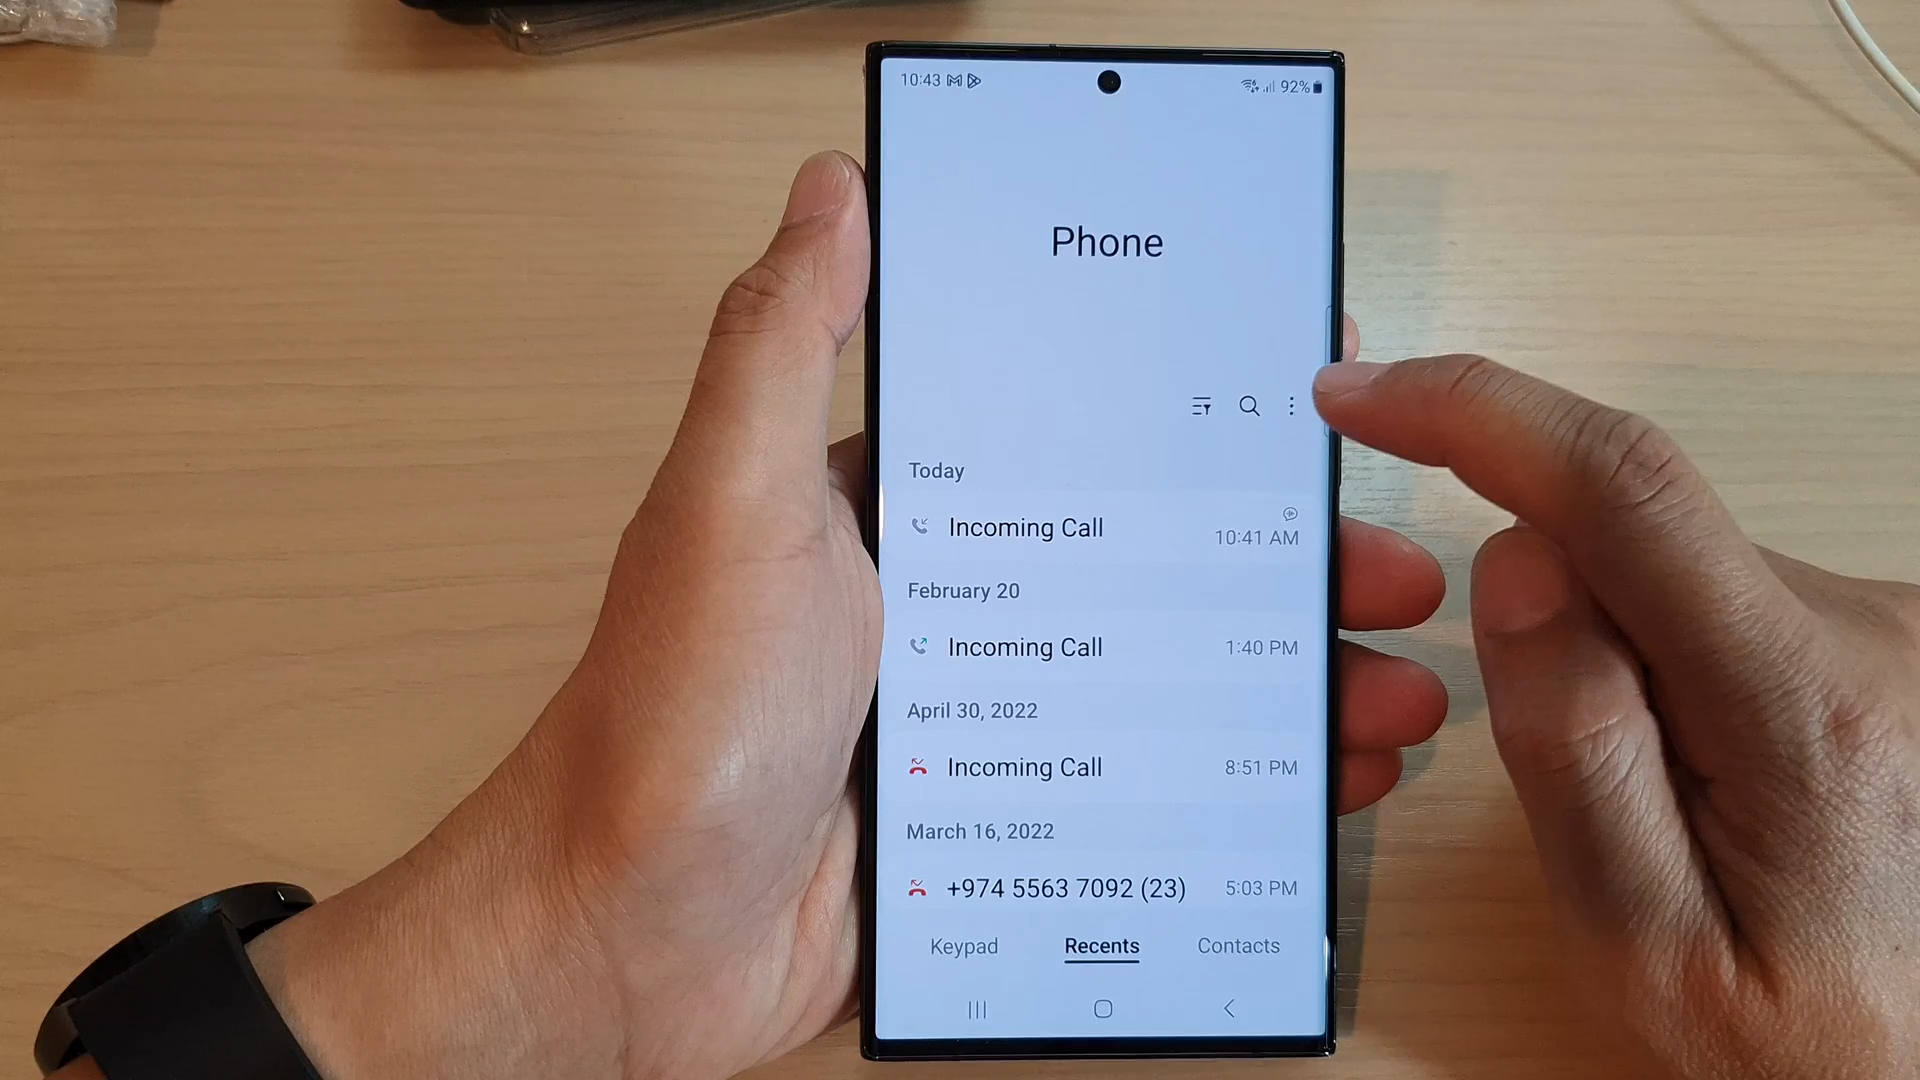 10:43 92%
Phone
Today
Incoming Call 10:41 AM
February 20
Incoming Call 1:40 PM
April 30, 2022
Incoming Call 8:51 PM
March 16, 2022
+974 5563 7092 (23) 5:03 PM
Keypad Recents Contacts